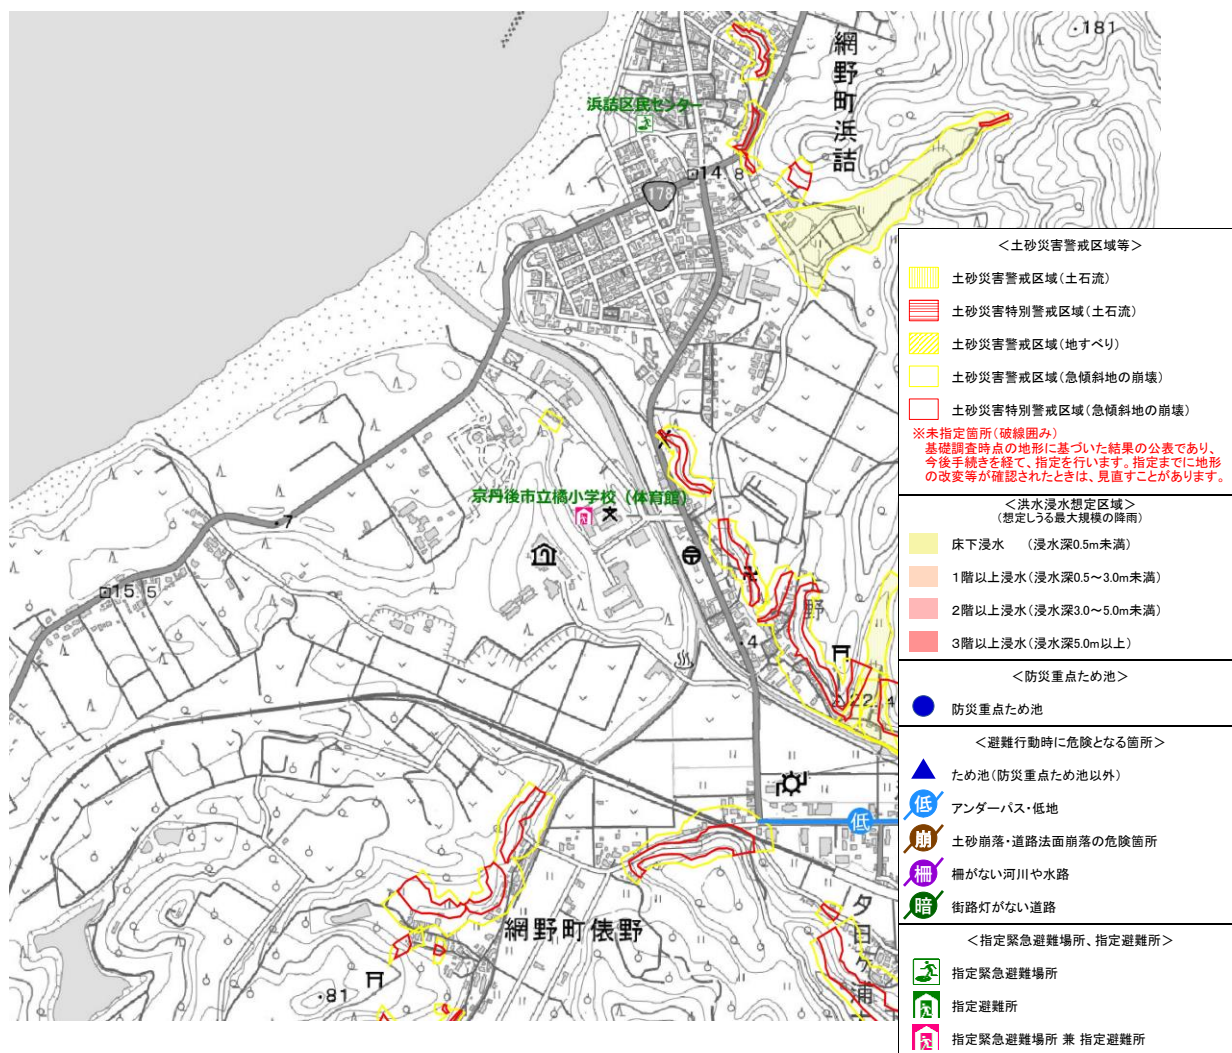 181
網野町浜詰
浜詰区民センター
14.8
50
178
京丹後市立橘小学校（体育館）
7
15.5
野
4
22.4
低
網野町俵野
夕日ヶ浦
81
＜土砂災害警戒区域等＞
土砂災害警戒区域（土石流）
土砂災害特別警戒区域（土石流）
土砂災害警戒区域（地すべり）
土砂災害警戒区域（急傾斜地の崩壊）
土砂災害特別警戒区域（急傾斜地の崩壊）
※未指定箇所（破線囲み）
基礎調査時点の地形に基づいた結果の公表であり、
今後手続きを経て、指定を行います。指定までに地形
の改変等が確認されたときは、見直すことがあります。
＜洪水浸水想定区域＞
（想定しうる最大規模の降雨）
床下浸水　（浸水深0.5m未満）
1階以上浸水（浸水深0.5～3.0m未満）
2階以上浸水（浸水深3.0～5.0m未満）
3階以上浸水（浸水深5.0m以上）
＜防災重点ため池＞
防災重点ため池
＜避難行動時に危険となる箇所＞
ため池（防災重点ため池以外）
低 アンダーパス・低地
崩 土砂崩落・道路法面崩落の危険箇所
柵 柵がない河川や水路
暗 街路灯がない道路
＜指定緊急避難場所、指定避難所＞
指定緊急避難場所
指定避難所
指定緊急避難場所 兼 指定避難所